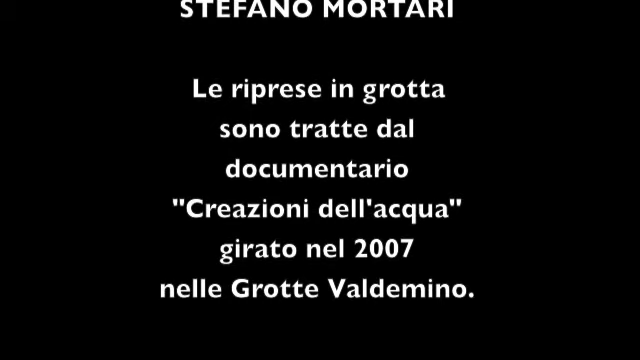 STEFANO MORTARI
Le riprese in grotta
sono tratte dal
documentario
"Creazioni dell'acqua"
girato nel 2007
nelle Grotte Valdemino.